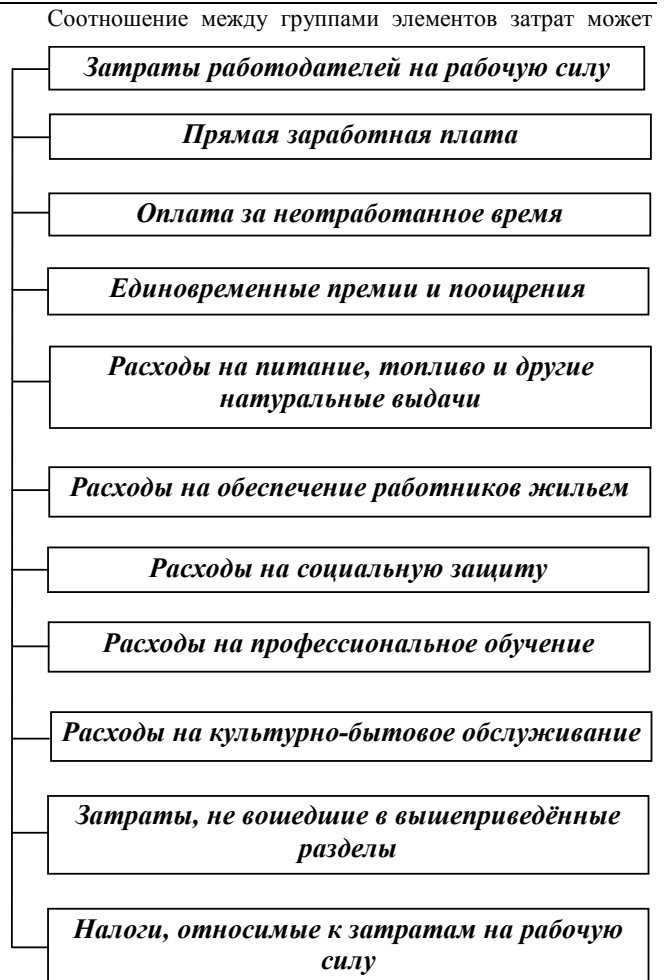 Соотношение между группами элементов затрат может
Затраты работодателей на рабочую силу
Прямая заработная плата
Оплата за неотработанное время
Единовременные премии и поощрения
Расходы на питание, топливо и другие
натуральные выдачи
Расходы на обеспечение работников жильем
Расходы на социальную защиту
Расходы на профессиональное обучение
Расходы на культурно-бытовое обслуживание
Затраты, не вошедшие в вышеприведённые
разделы
Налоги, относимые к затратам на рабочую
силу